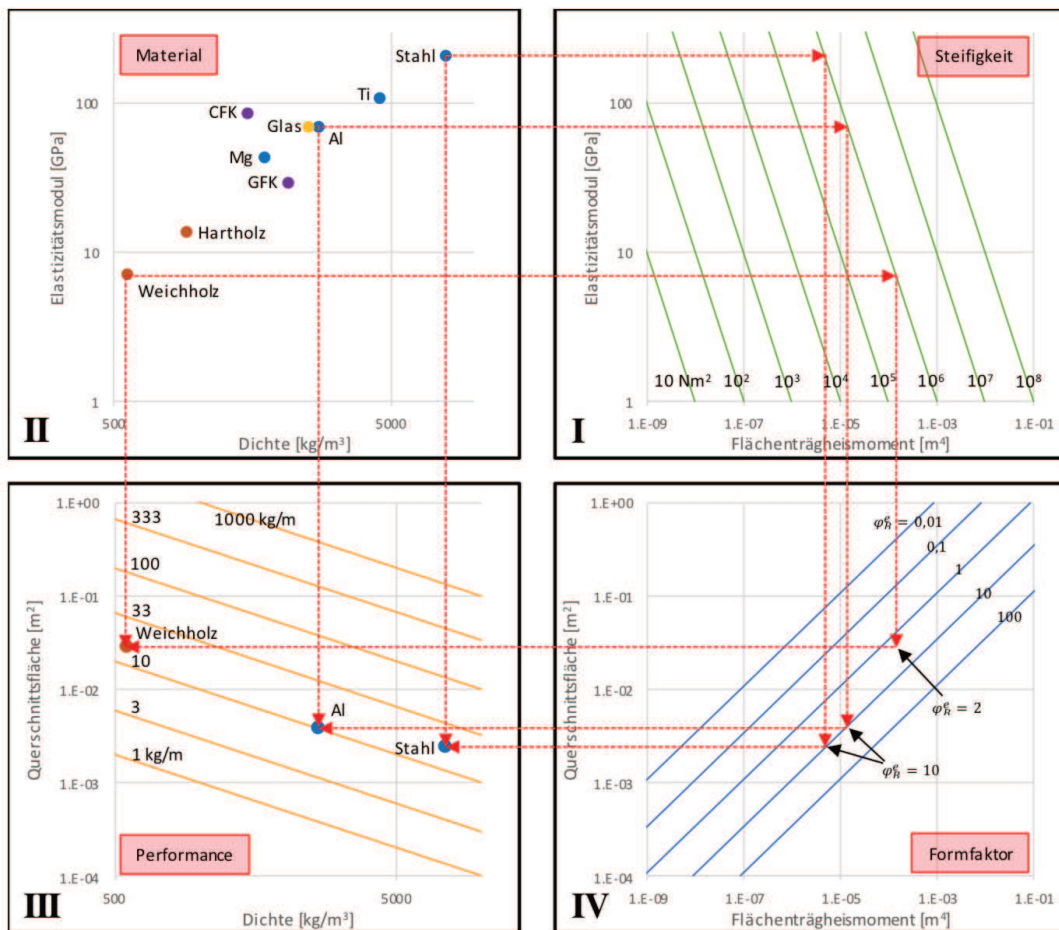 Material
Elastizitätsmodul [GPa]
100
10
1
Stahl
Ti
CFK
Glas
Al
Mg
GFK
Hartholz
Weichholz
500
5000
Dichte [kg/m³]
II
Steifigkeit
Elastizitätsmodul [GPa]
100
10
1
10 Nm²
10²
10³
10⁴
10⁵
10⁶
10⁷
10⁸
1.E-09
1.E-07
1.E-05
1.E-03
1.E-01
Flächenträgheismoment [m⁴]
I
Querschnittsfläche [m²]
1.E+00
1.E-01
1.E-02
1.E-03
1.E-04
333
1000 kg/m
100
33
Weichholz
10
3
Al
Stahl
1 kg/m
Performance
500
5000
Dichte [kg/m³]
III
Querschnittsfläche [m²]
1.E+00
1.E-01
1.E-02
1.E-03
1.E-04
φᵉ_R = 0,01
0,1
1
10
100
φᵉ_R = 2
φᵉ_R = 10
Formfaktor
1.E-09
1.E-07
1.E-05
1.E-03
1.E-01
Flächenträgheismoment [m⁴]
IV